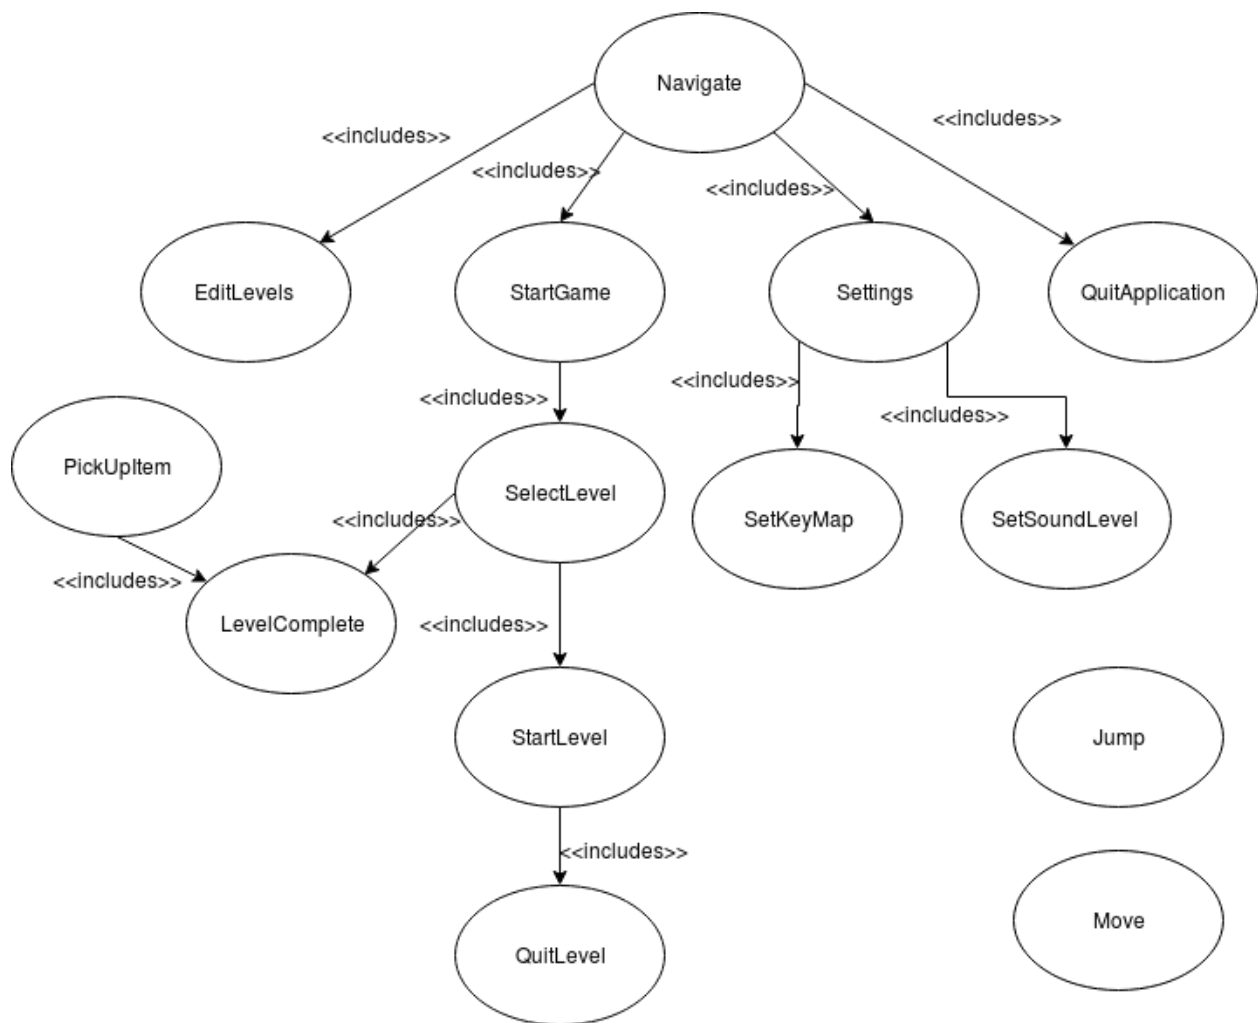 Navigate
<<includes>>
<<includes>>
<<includes>>
<<includes>>
EditLevels
StartGame
Settings
QuitApplication
<<includes>>
<<includes>>
<<includes>>
PickUpItem
SelectLevel
SetKeyMap
SetSoundLevel
<<includes>>
<<includes>>
LevelComplete
<<includes>>
StartLevel
Jump
<<includes>>
Move
QuitLevel